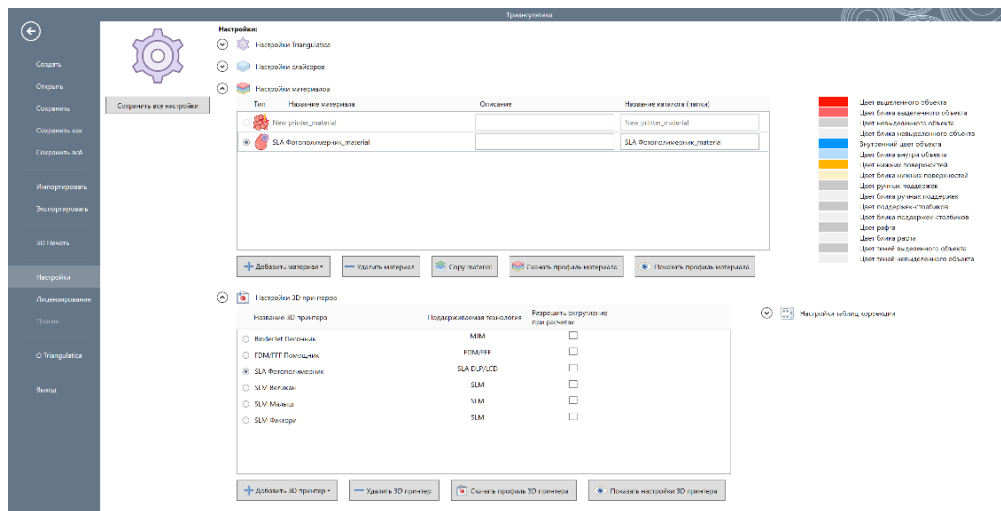 Триангулятика
Настройки:
Создать
Открыть
Сохранить
Сохранить как
Сохранить всё
Импортировать
Экспортировать
3D Печать
Настройки
Лицензирование
Плагин
О Triangulatica
Выход
Сохранить все настройки
Настройки Triangulatica
Настройки слайсеров
Настройки материалов
Тип Название материала Описание Название каталога (папки)
New printer_material New printer_material
SLA Фотополимерник_material SLA Фотополимерник_material
Добавить материал Удалить материал Copy material Скачать профиль материала Показать профиль материала
Цвет выделенного объекта
Цвет блика выделенного объекта
Цвет невыделенного объекта
Цвет блика невыделенного объекта
Внутренний цвет объекта
Цвет блика внутри объекта
Цвет нижних поверхностей
Цвет блика нижних поверхностей
Цвет ручных поддержек
Цвет блика ручных поддержек
Цвет поддержек-столбиков
Цвет блика поддержек-столбиков
Цвет рафта
Цвет блика рафта
Цвет теней выделенного объекта
Цвет теней невыделенного объекта
Настройки 3D принтеров
Название 3D принтера Поддерживаемая технология Разрешить округление
при расчетах
BinderJet Песочник MJM
FDM/FFF Помощник FDM/FFF
SLA Фотополимерник SLA DLP/LCD
SLM Великан SLM
SLM Малыш SLM
SLM Фактори SLM
Добавить 3D принтер Удалить 3D принтер Скачать профиль 3D принтера Показать настройки 3D принтера
Настройки таблиц коррекции